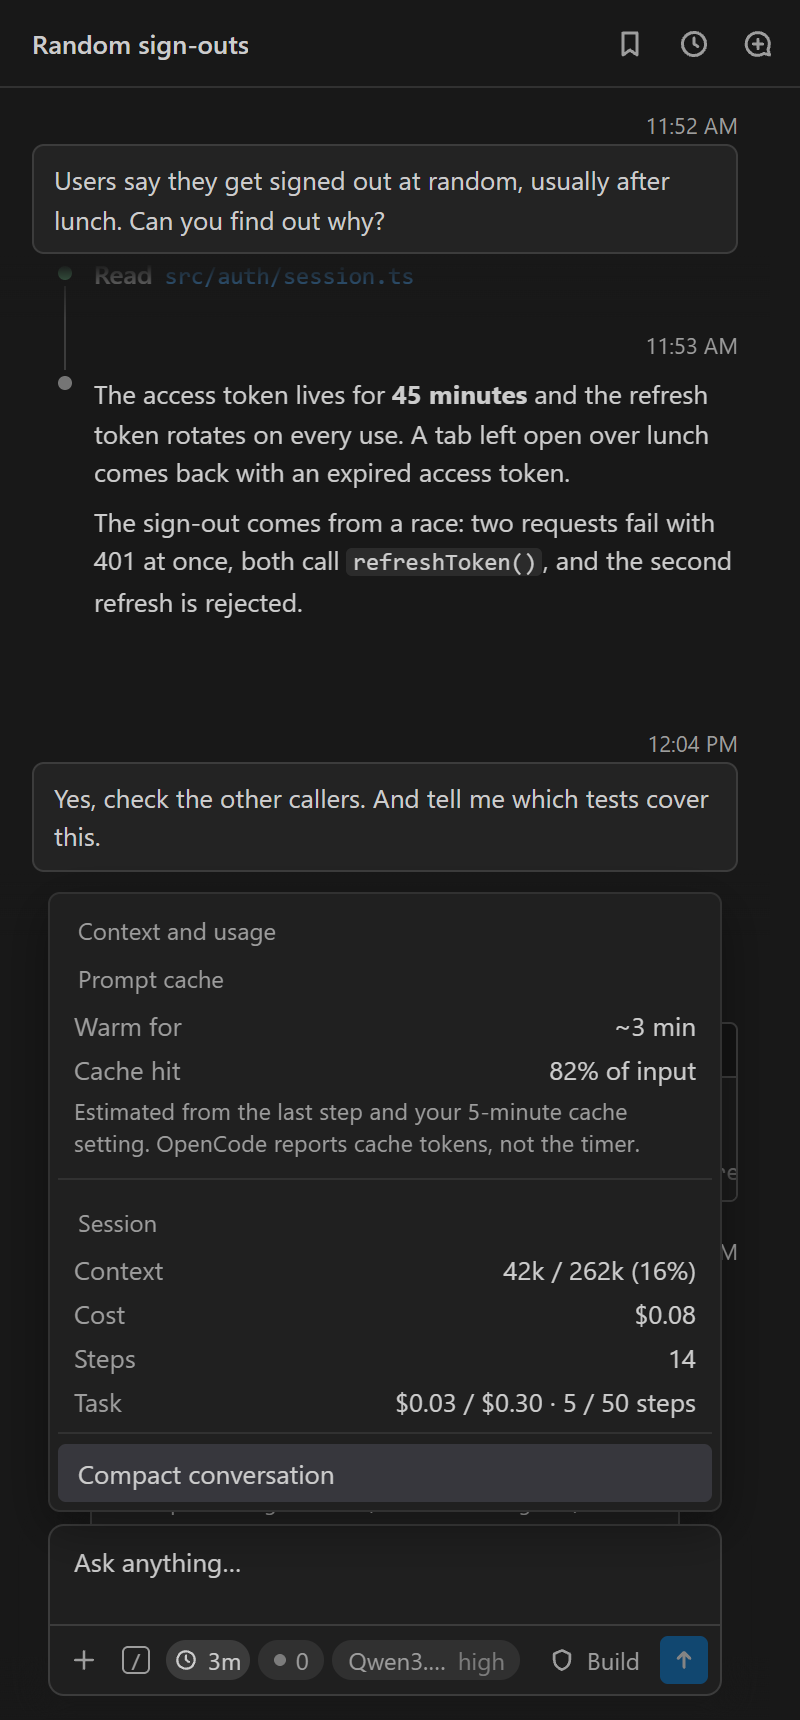 Random sign-outs
11:52 AM
Users say they get signed out at random, usually after
lunch. Can you find out why?
Read src/auth/session.ts
11:53 AM
The access token lives for 45 minutes and the refresh
token rotates on every use. A tab left open over lunch
comes back with an expired access token.
The sign-out comes from a race: two requests fail with
401 at once, both call refreshToken(), and the second
refresh is rejected.
12:04 PM
Yes, check the other callers. And tell me which tests cover
this.
Context and usage
Prompt cache
Warm for ~3 min
Cache hit 82% of input
Estimated from the last step and your 5-minute cache
setting. OpenCode reports cache tokens, not the timer.
Session
Context 42k / 262k (16%)
Cost $0.08
Steps 14
Task $0.03 / $0.30 · 5 / 50 steps
Compact conversation
Ask anything...
/ 3m 0 Qwen3.... high Build